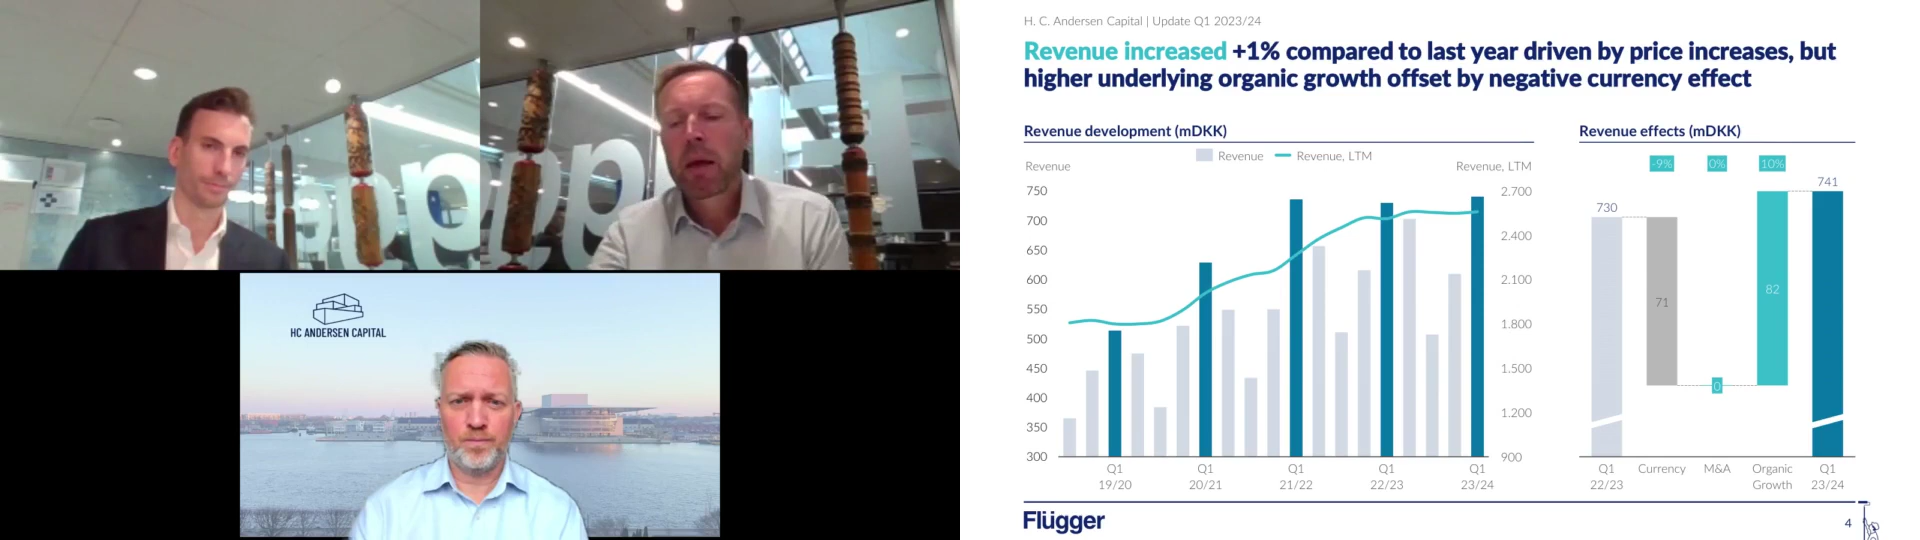 HC ANDERSEN CAPITAL
H. C. Andersen Capital | Update Q1 2023/24
Revenue increased +1% compared to last year driven by price increases, but
higher underlying organic growth offset by negative currency effect
Revenue development (mDKK)
Revenue
Revenue
Revenue, LTM
Revenue, LTM
750
700
650
600
550
500
450
400
350
300
2.700
2.400
2.100
1.800
1.500
1.200
900
Q1
19/20
Q1
20/21
Q1
21/22
Q1
22/23
Q1
23/24
Revenue effects (mDKK)
-9%
0%
10%
730
71
0
82
741
Q1
22/23
Currency
M&A
Organic
Growth
Q1
23/24
Flügger
4